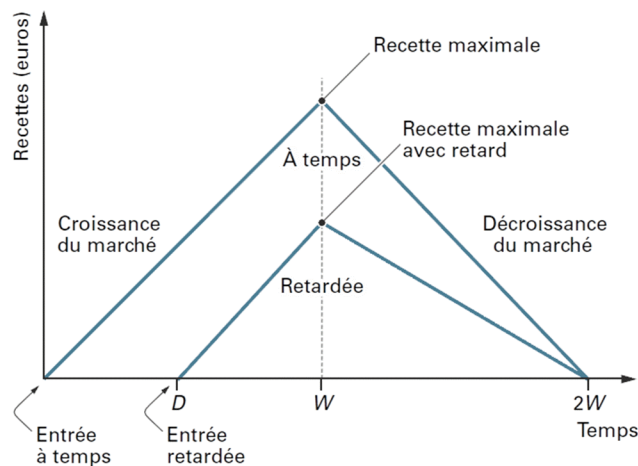 Recettes (euros)
Recette maximale
Recette maximale
avec retard
À temps
Croissance
du marché
Décroissance
du marché
Retardée
D
W
2W
Temps
Entrée
à temps
Entrée
retardée